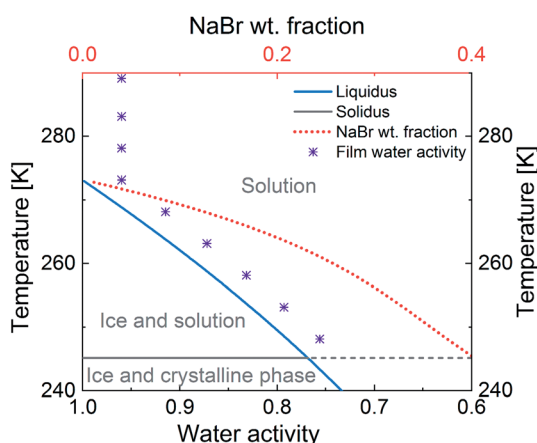 NaBr wt. fraction
0.0 0.2 0.4
Liquidus
Solidus
NaBr wt. fraction
Film water activity
280 280
Solution
Temperature [K] Temperature [K]
260 260
Ice and solution
Ice and crystalline phase
240 240
1.0 0.9 0.8 0.7 0.6
Water activity